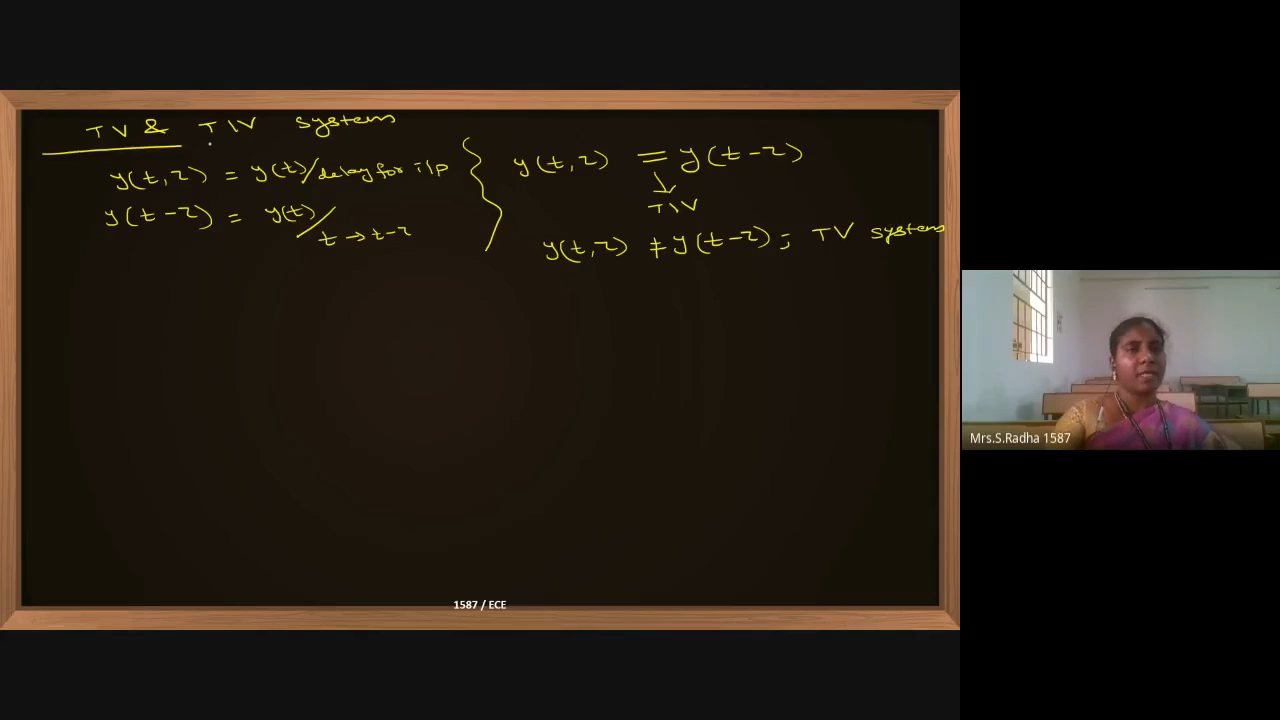 TV & TIV systems
y(t,τ) = y(t)/delay for i/p
y(t-τ) = y(t)/t→t-τ
y(t,τ) = y(t-τ)
↓
TIV
y(t,τ) ≠ y(t-τ); TV systems
1587 / ECE
Mrs.S.Radha 1587